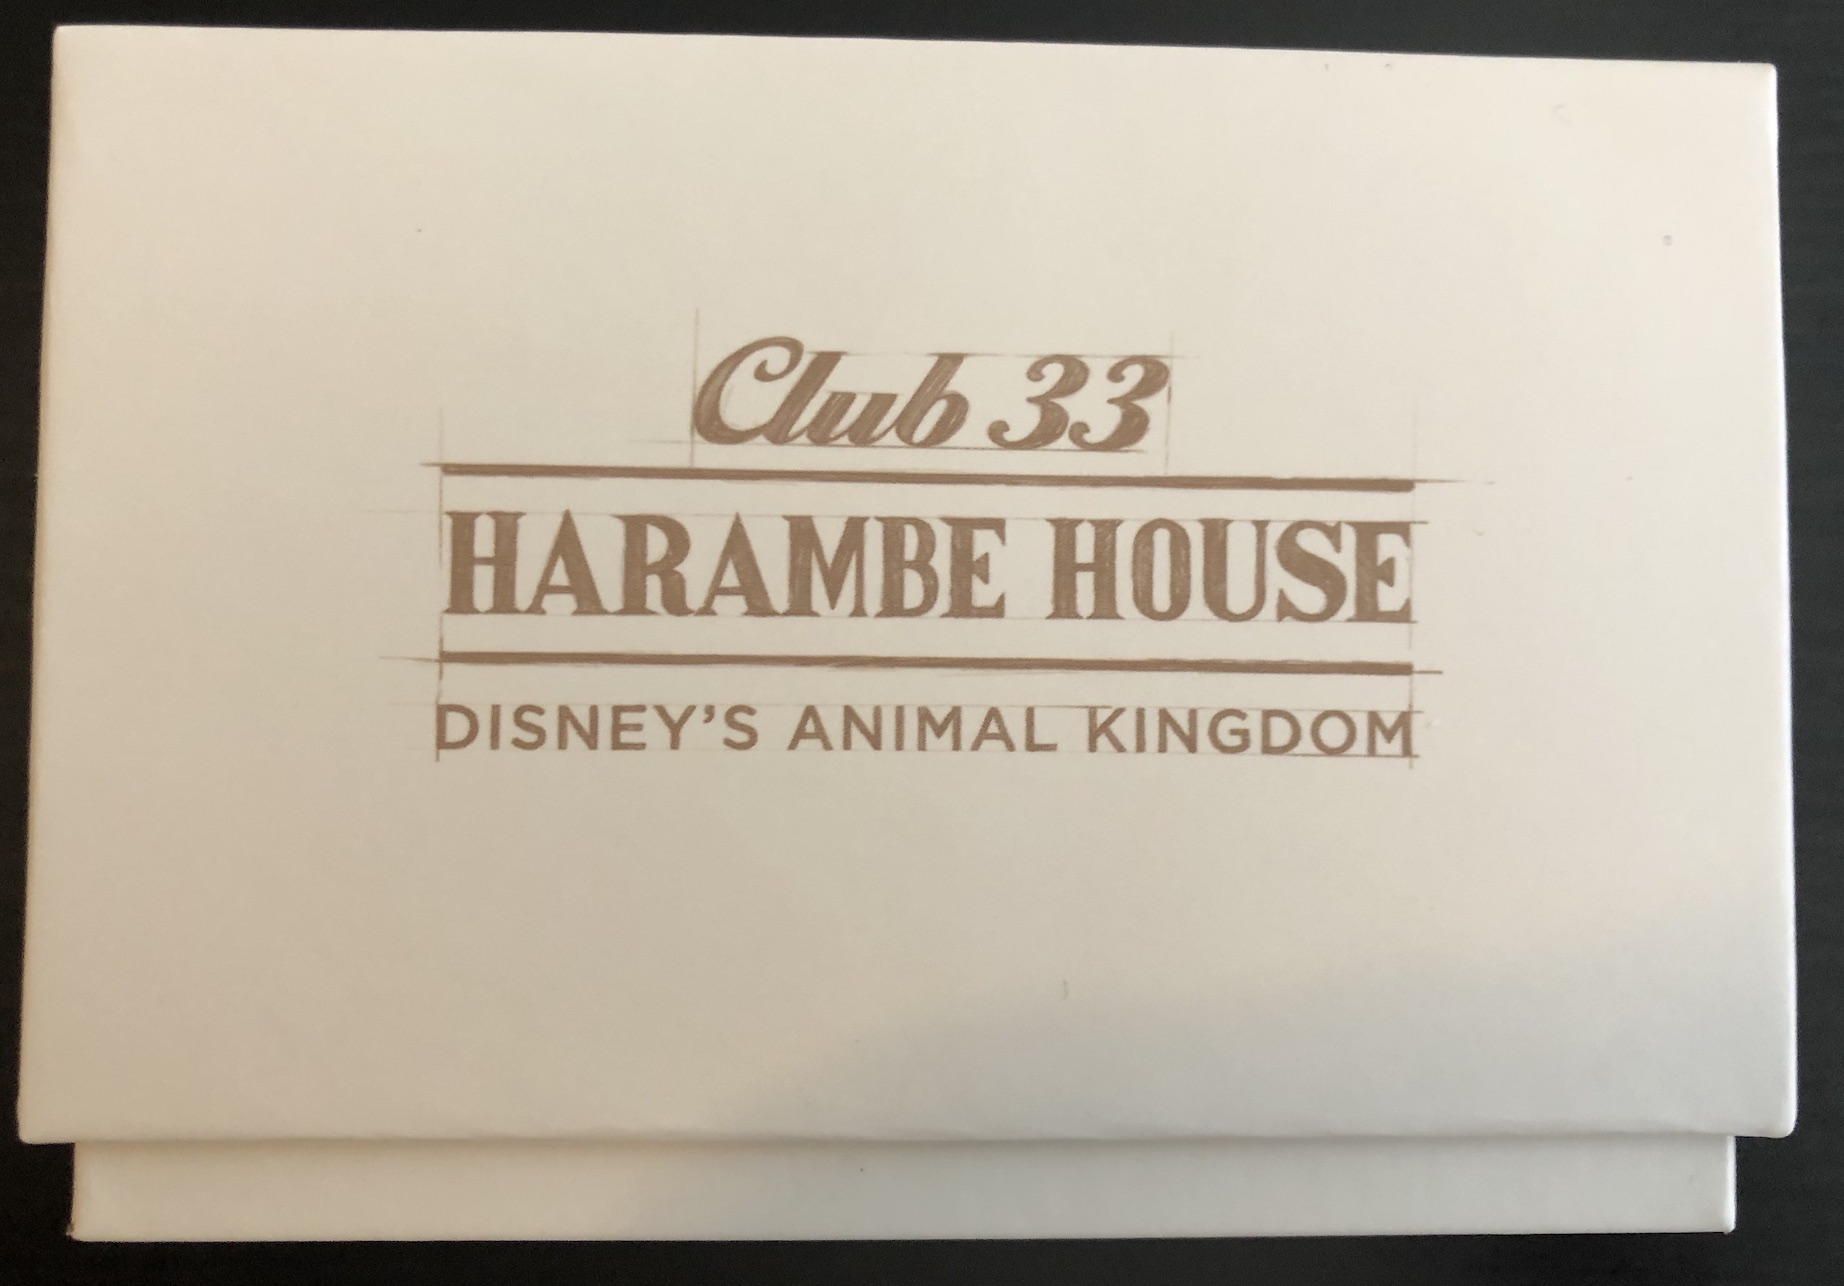 Club 33
HARAMBE HOUSE
DISNEY’S ANIMAL KINGDOM